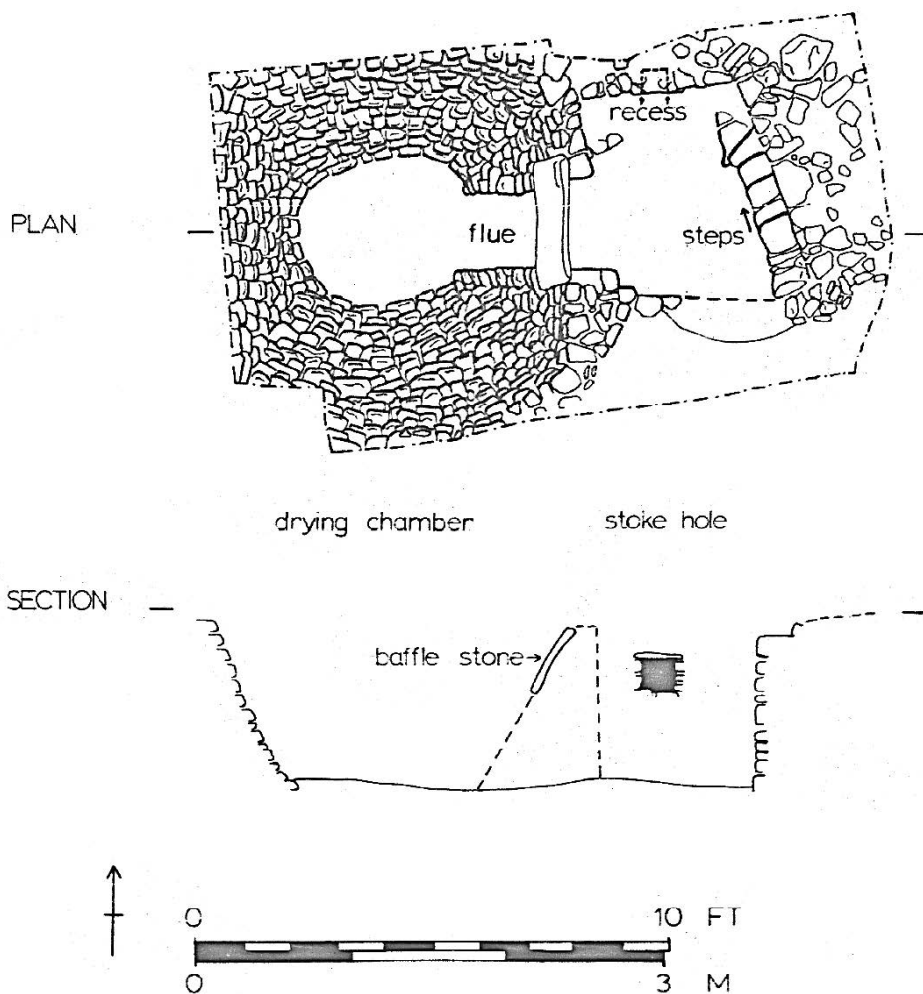 recess
PLAN
flue
steps
drying chamber
stoke hole
SECTION
baffle stone
0 10 FT
0 3 M